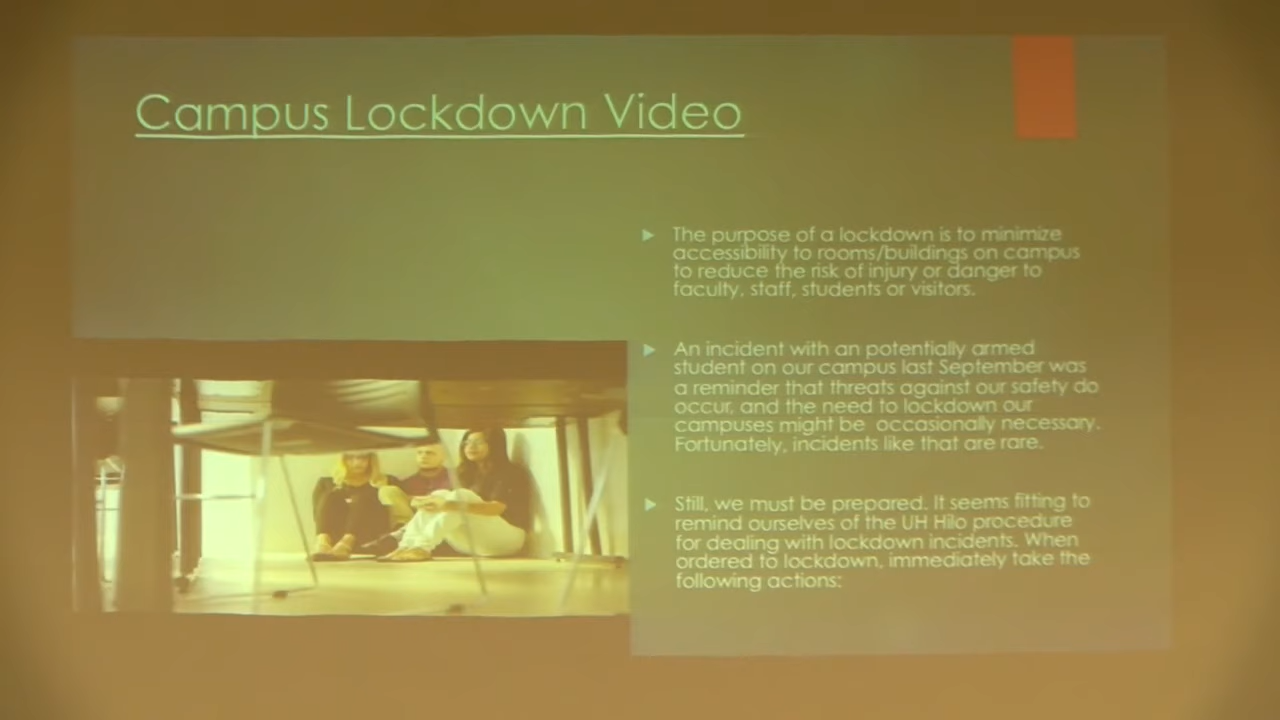 Campus Lockdown Video
The purpose of a lockdown is to minimize
accessibility to rooms/buildings on campus
to reduce the risk of injury or danger to
faculty, staff, students or visitors.
An incident with an potentially armed
student on our campus last September was
a reminder that threats against our safety do
occur, and the need to lockdown our
campuses might be occasionally necessary.
Fortunately, incidents like that are rare.
Still, we must be prepared. It seems fitting to
remind ourselves of the UH Hilo procedure
for dealing with lockdown incidents. When
ordered to lockdown, immediately take the
following actions: